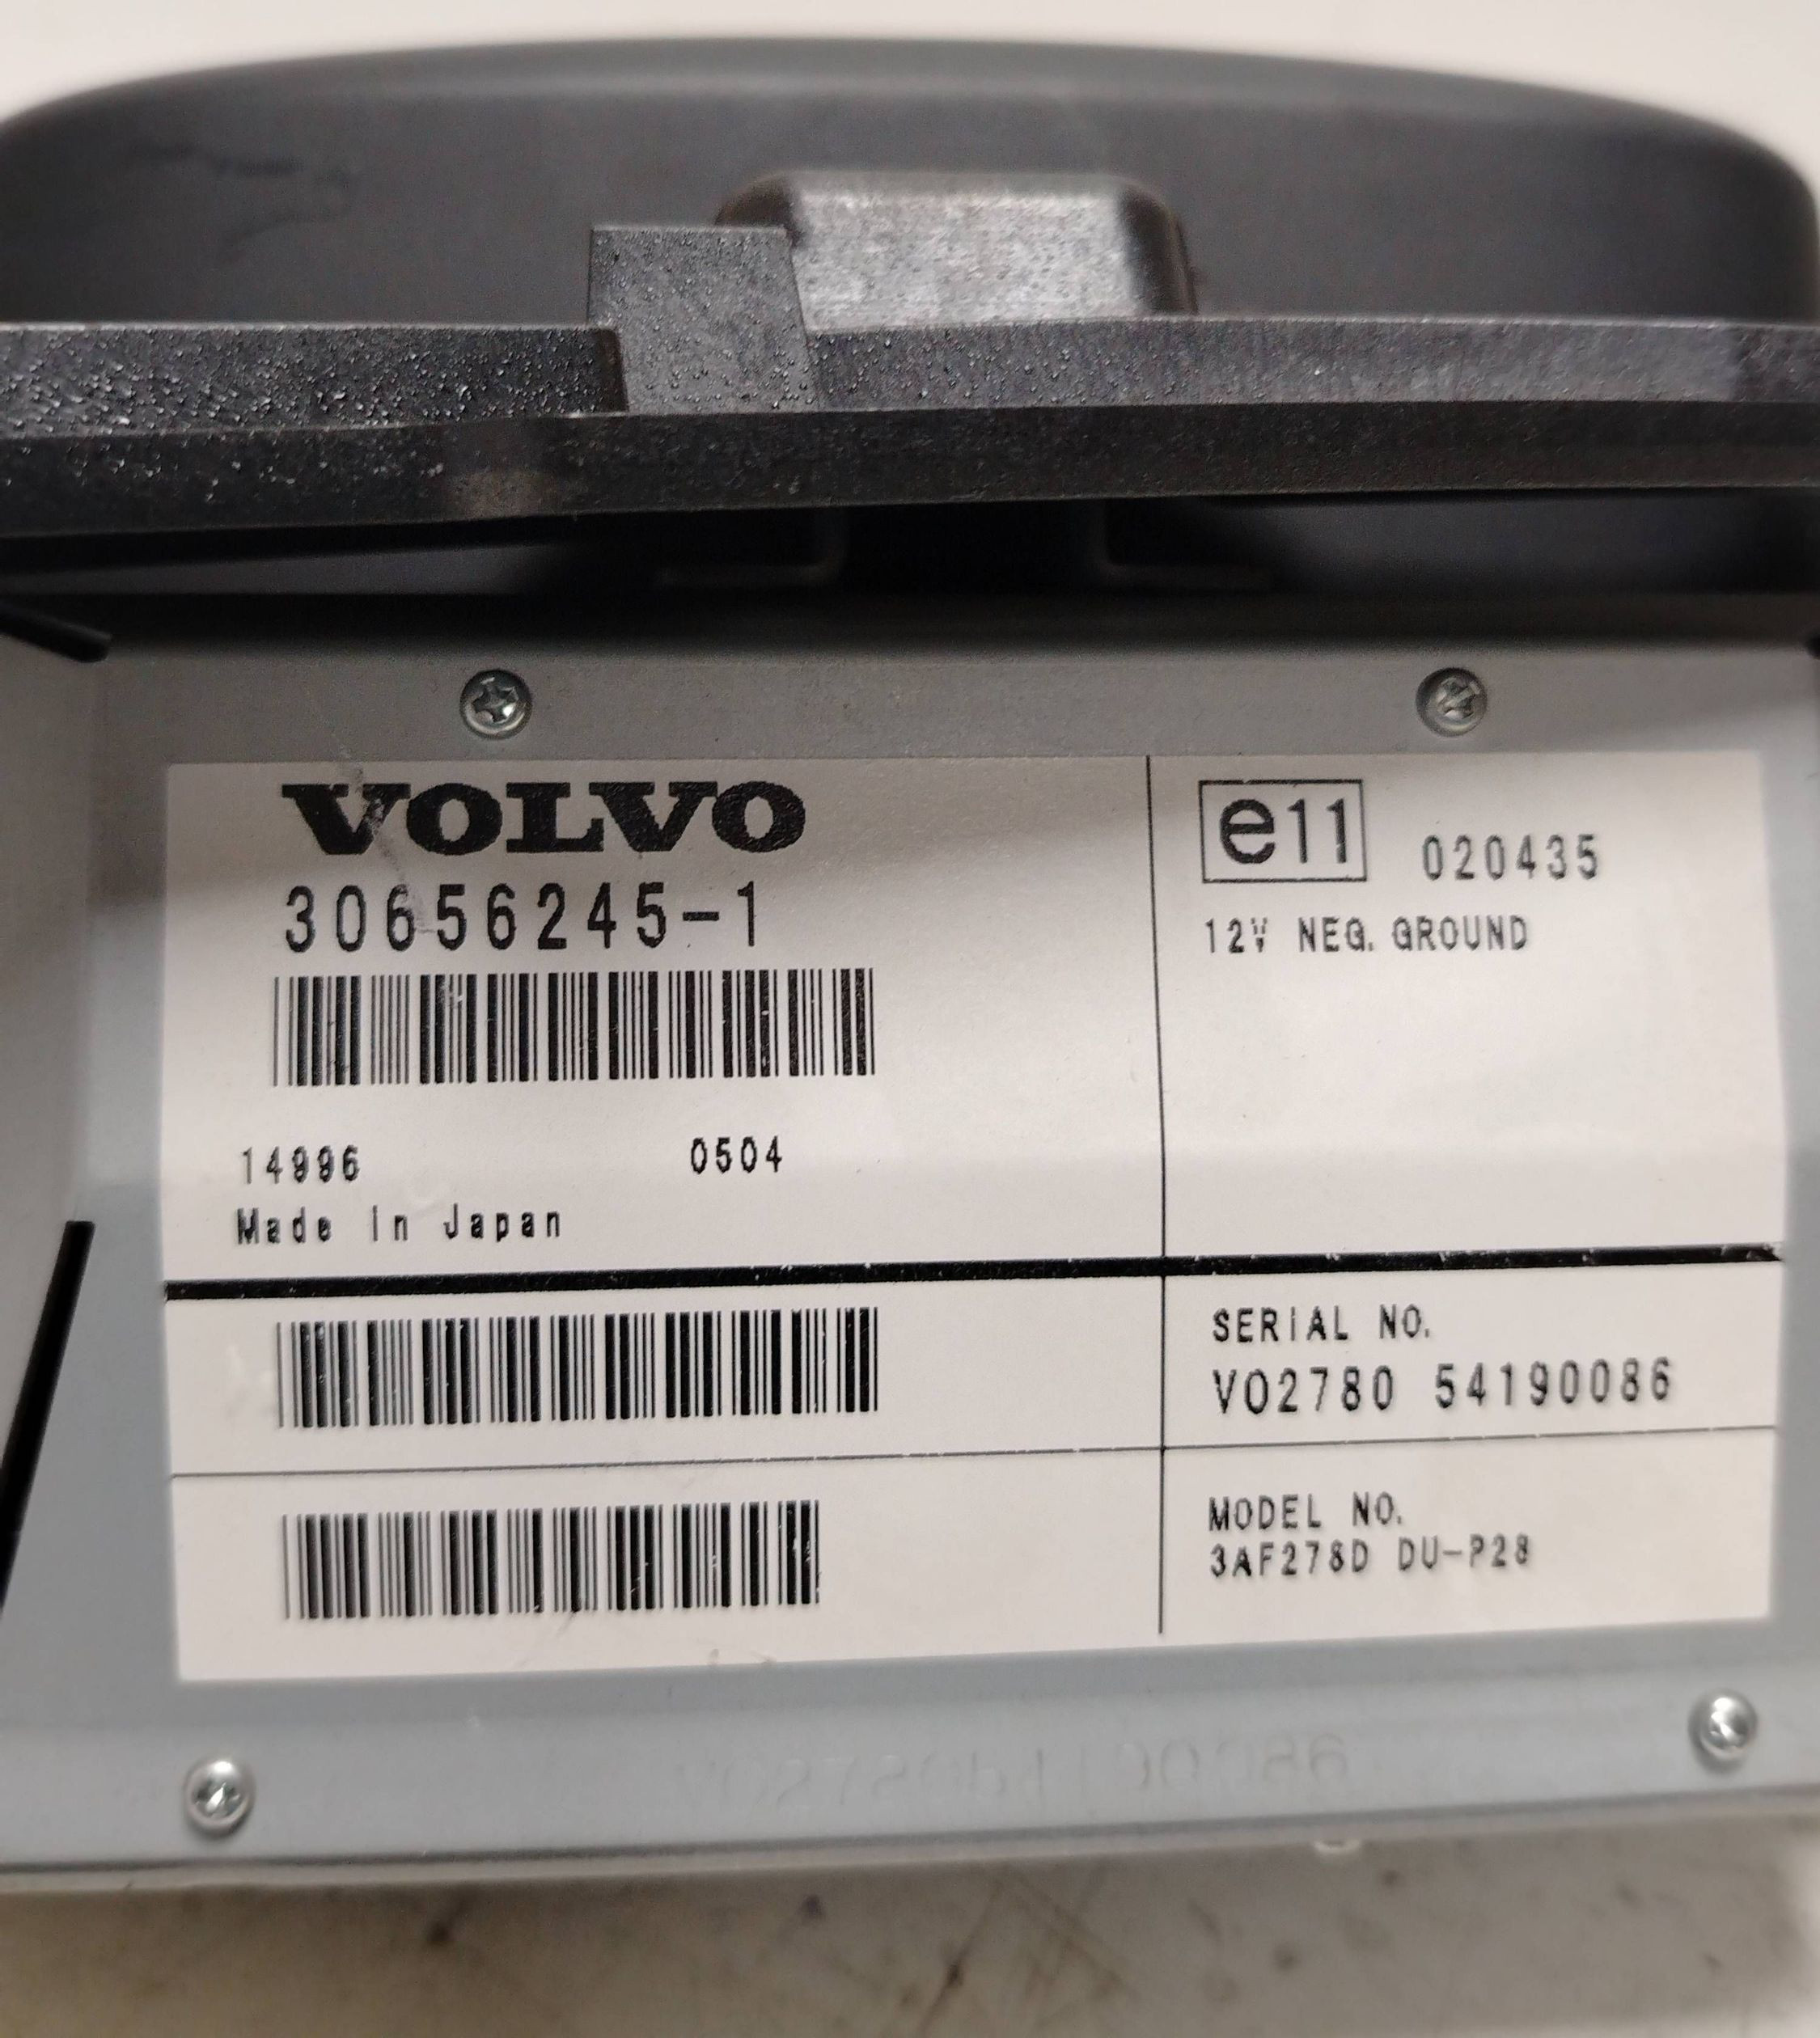 VOLVO
30656245-1
14996 0504
Made In Japan
e11 020435
12V NEG. GROUND
SERIAL NO.
VO2780 54190086
MODEL NO.
3AF278D DU-P28